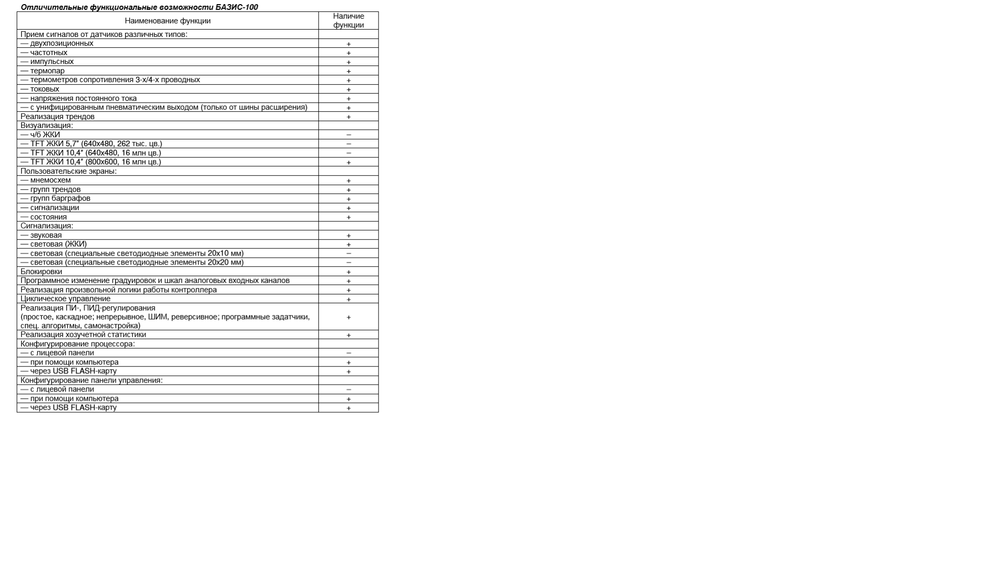 Отличительные функциональные возможности БАЗИС-100
Наименование функции
Наличие
функции
Прием сигналов от датчиков различных типов:
— двухпозиционных +
— частотных +
— импульсных +
— термопар +
— термометров сопротивления 3-х/4-х проводных +
— токовых +
— напряжения постоянного тока +
— с унифицированным пневматическим выходом (только от шины расширения) +
Реализация трендов +
Визуализация:
— ч/б ЖКИ –
— TFT ЖКИ 5,7″ (640x480, 262 тыс. цв.) –
— TFT ЖКИ 10,4″ (640x480, 16 млн цв.) –
— TFT ЖКИ 10,4″ (800x600, 16 млн цв.) +
Пользовательские экраны:
— мнемосхем +
— групп трендов +
— групп барграфов +
— сигнализации +
— состояния +
Сигнализация:
— звуковая +
— световая (ЖКИ) +
— световая (специальные светодиодные элементы 20x10 мм) –
— световая (специальные светодиодные элементы 20x20 мм) –
Блокировки +
Программное изменение градуировок и шкал аналоговых входных каналов +
Реализация произвольной логики работы контроллера +
Циклическое управление +
Реализация ПИ-, ПИД-регулирования
(простое, каскадное; непрерывное, ШИМ, реверсивное; программные задатчики, +
спец. алгоритмы, самонастройка)
Реализация хозучетной статистики +
Конфигурирование процессора:
— с лицевой панели –
— при помощи компьютера +
— через USB FLASH-карту +
Конфигурирование панели управления:
— с лицевой панели –
— при помощи компьютера +
— через USB FLASH-карту +